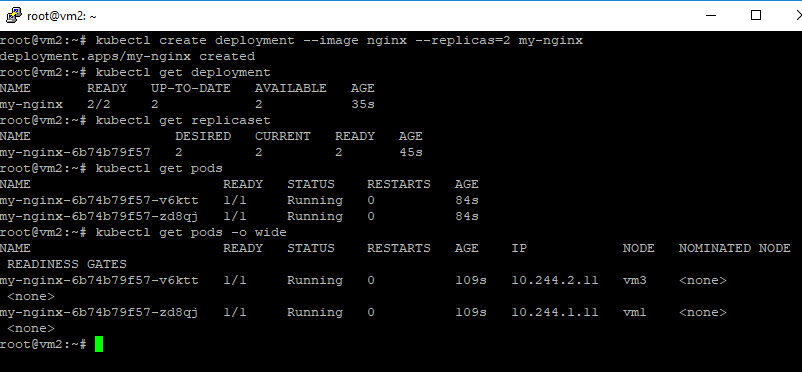 root@vm2: ~
root@vm2:~# kubectl create deployment --image nginx --replicas=2 my-nginx
deployment.apps/my-nginx created
root@vm2:~# kubectl get deployment
NAME       READY   UP-TO-DATE   AVAILABLE   AGE
my-nginx   2/2     2            2           35s
root@vm2:~# kubectl get replicaset
NAME                  DESIRED   CURRENT   READY   AGE
my-nginx-6b74b79f57   2         2         2       45s
root@vm2:~# kubectl get pods
NAME                        READY   STATUS    RESTARTS   AGE
my-nginx-6b74b79f57-v6ktt   1/1     Running   0          84s
my-nginx-6b74b79f57-zd8qj   1/1     Running   0          84s
root@vm2:~# kubectl get pods -o wide
NAME                        READY   STATUS    RESTARTS   AGE    IP            NODE   NOMINATED NODE
 READINESS GATES
my-nginx-6b74b79f57-v6ktt   1/1     Running   0          109s   10.244.2.11   vm3    <none>
 <none>
my-nginx-6b74b79f57-zd8qj   1/1     Running   0          109s   10.244.1.11   vm1    <none>
 <none>
root@vm2:~#